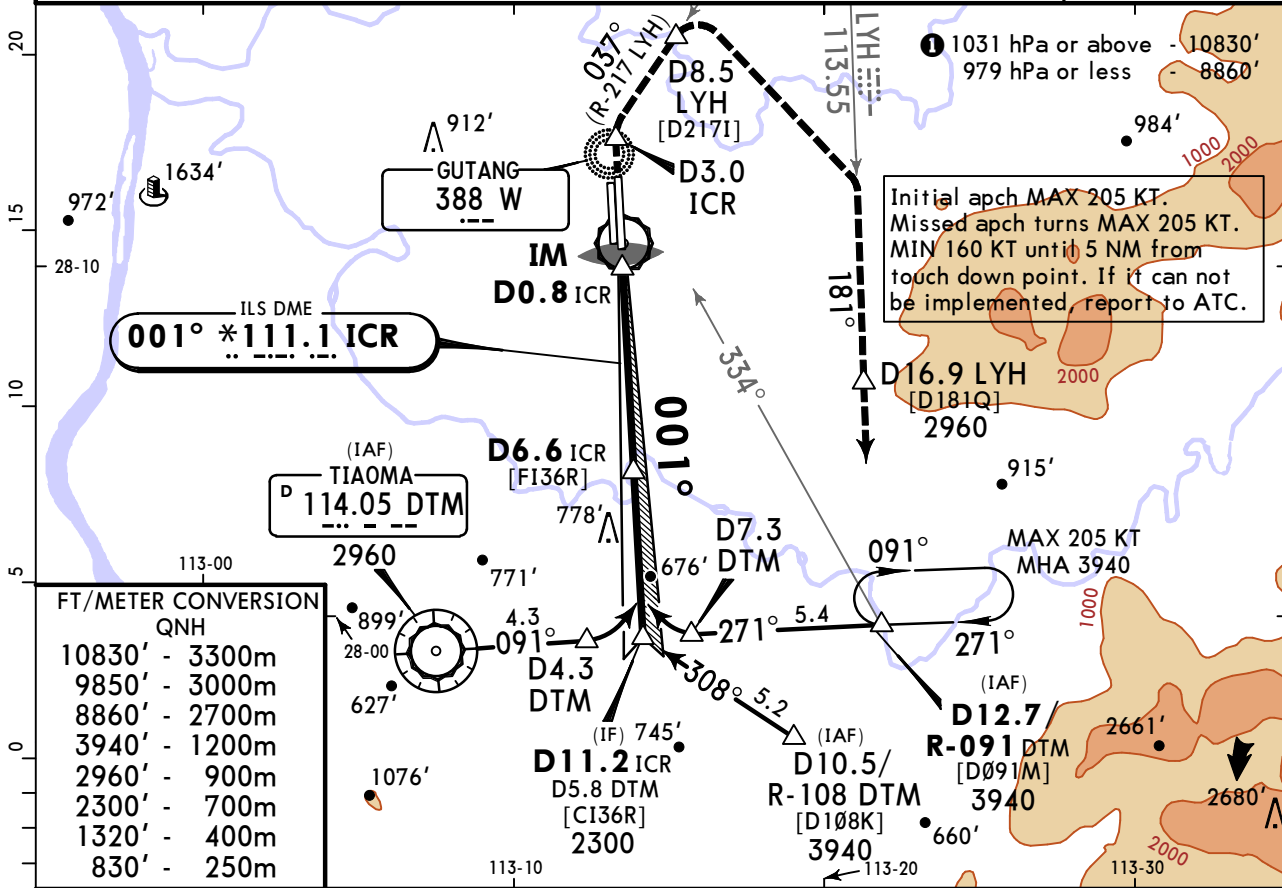 20
15
10
5
0
037°
(R-217 LYH)
D8.5
LYH
[D217I]
LYH
113.55
❶ 1031 hPa or above - 10830'
979 hPa or less - 8860'
984'
1000
2000
912'
GUTANG
388 W
D3.0
ICR
1634'
972'
28-10
Initial apch MAX 205 KT.
Missed apch turns MAX 205 KT.
MIN 160 KT until 5 NM from
touch down point. If it can not
be implemented, report to ATC.
2000
IM
D0.8 ICR
181°
ILS DME
001° *111.1 ICR
334°
D16.9 LYH
[D181Q]
2960
001°
D6.6 ICR
[FI36R]
915'
(IAF)
TIAOMA
D 114.05 DTM
2960
778'
D7.3
DTM
676'
771'
113-00
091°
MAX 205 KT
MHA 3940
271°
899'
28-00
627'
091°
4.3
D4.3
DTM
271°
5.4
308°
5.2
1000
(IF)
D11.2 ICR
D5.8 DTM
[CI36R]
2300
745'
(IAF)
D10.5/
R-108 DTM
[DØ108K]
3940
(IAF)
D12.7/
R-091 DTM
[DØ91M]
3940
2661'
2680'
2000
660'
1076'
113-10
113-20
113-30
FT/METER CONVERSION
QNH
10830' - 3300m
9850' - 3000m
8860' - 2700m
3940' - 1200m
2960' - 900m
2300' - 700m
1320' - 400m
830' - 250m